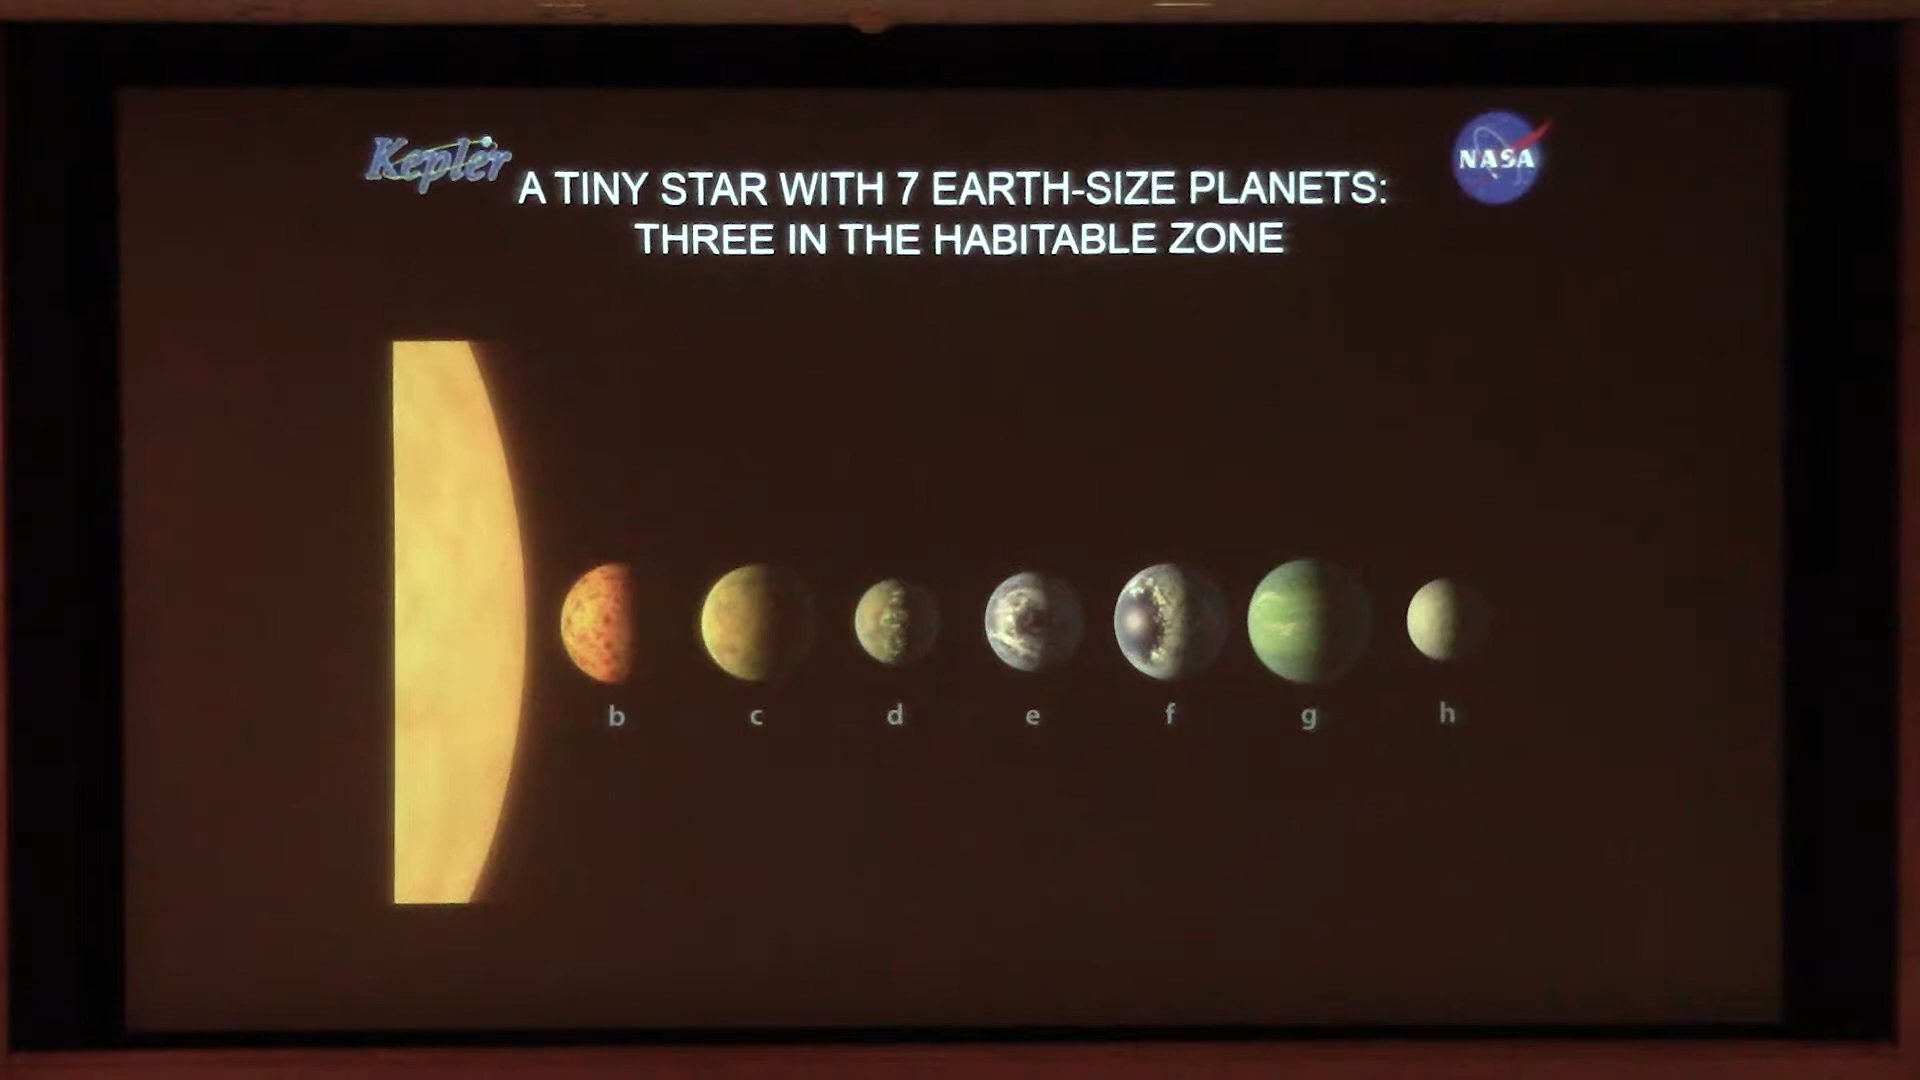 Kepler
NASA
A TINY STAR WITH 7 EARTH-SIZE PLANETS:
THREE IN THE HABITABLE ZONE
b c d e f g h